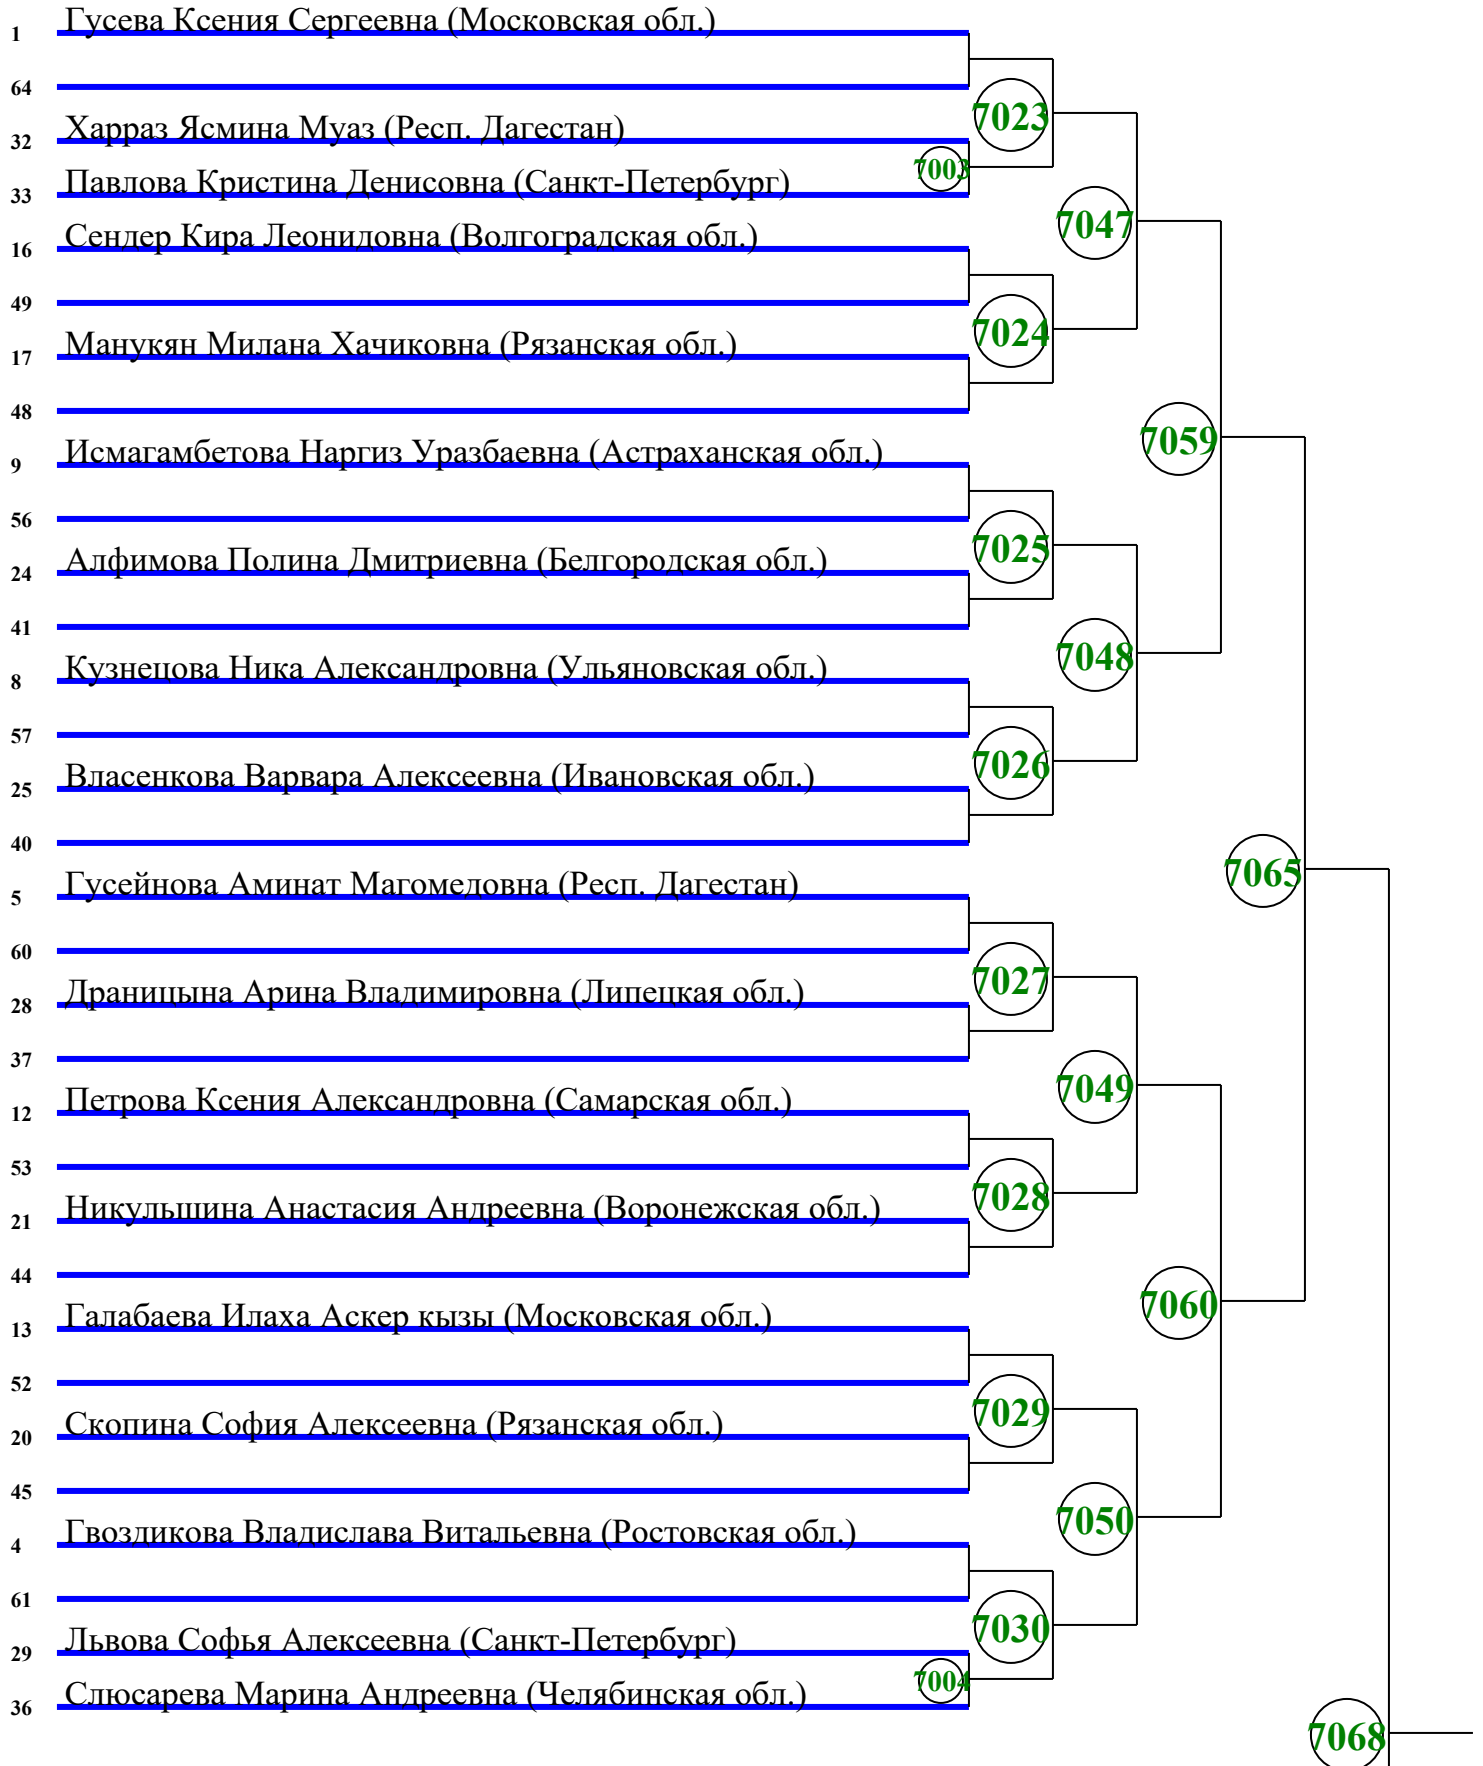 1 Гусева Ксения Сергеевна (Московская обл.)
64
7023
32 Харраз Ясмина Муаз (Респ. Дагестан)
7003
33 Павлова Кристина Денисовна (Санкт-Петербург)
7047
16 Сендер Кира Леонидовна (Волгоградская обл.)
49
7024
17 Манукян Милана Хачиковна (Рязанская обл.)
48
7059
9 Исмагамбетова Наргиз Уразбаевна (Астраханская обл.)
56
7025
24 Алфимова Полина Дмитриевна (Белгородская обл.)
41
7048
8 Кузнецова Ника Александровна (Ульяновская обл.)
57
7026
25 Власенкова Варвара Алексеевна (Ивановская обл.)
40
7065
5 Гусейнова Аминат Магомедовна (Респ. Дагестан)
60
7027
28 Драницына Арина Владимировна (Липецкая обл.)
37
7049
12 Петрова Ксения Александровна (Самарская обл.)
53
7028
21 Никульшина Анастасия Андреевна (Воронежская обл.)
44
7060
13 Галабаева Илаха Аскер кызы (Московская обл.)
52
7029
20 Скопина София Алексеевна (Рязанская обл.)
45
7050
4 Гвоздикова Владислава Витальевна (Ростовская обл.)
61
7030
29 Львова Софья Алексеевна (Санкт-Петербург)
7004
36 Слюсарева Марина Андреевна (Челябинская обл.)
7068